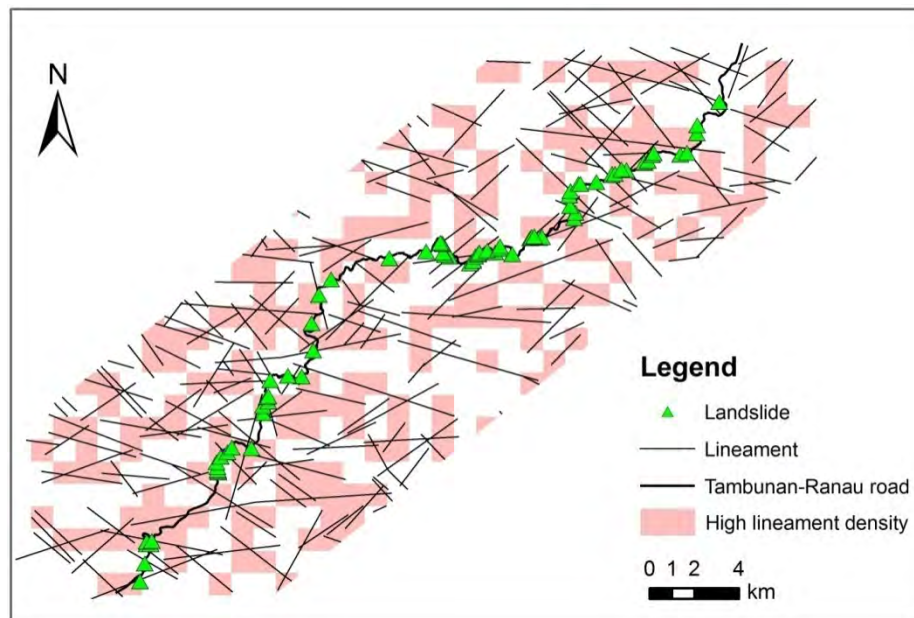 N
Legend
Landslide
Lineament
Tambunan-Ranau road
High lineament density
0 1 2 4
km